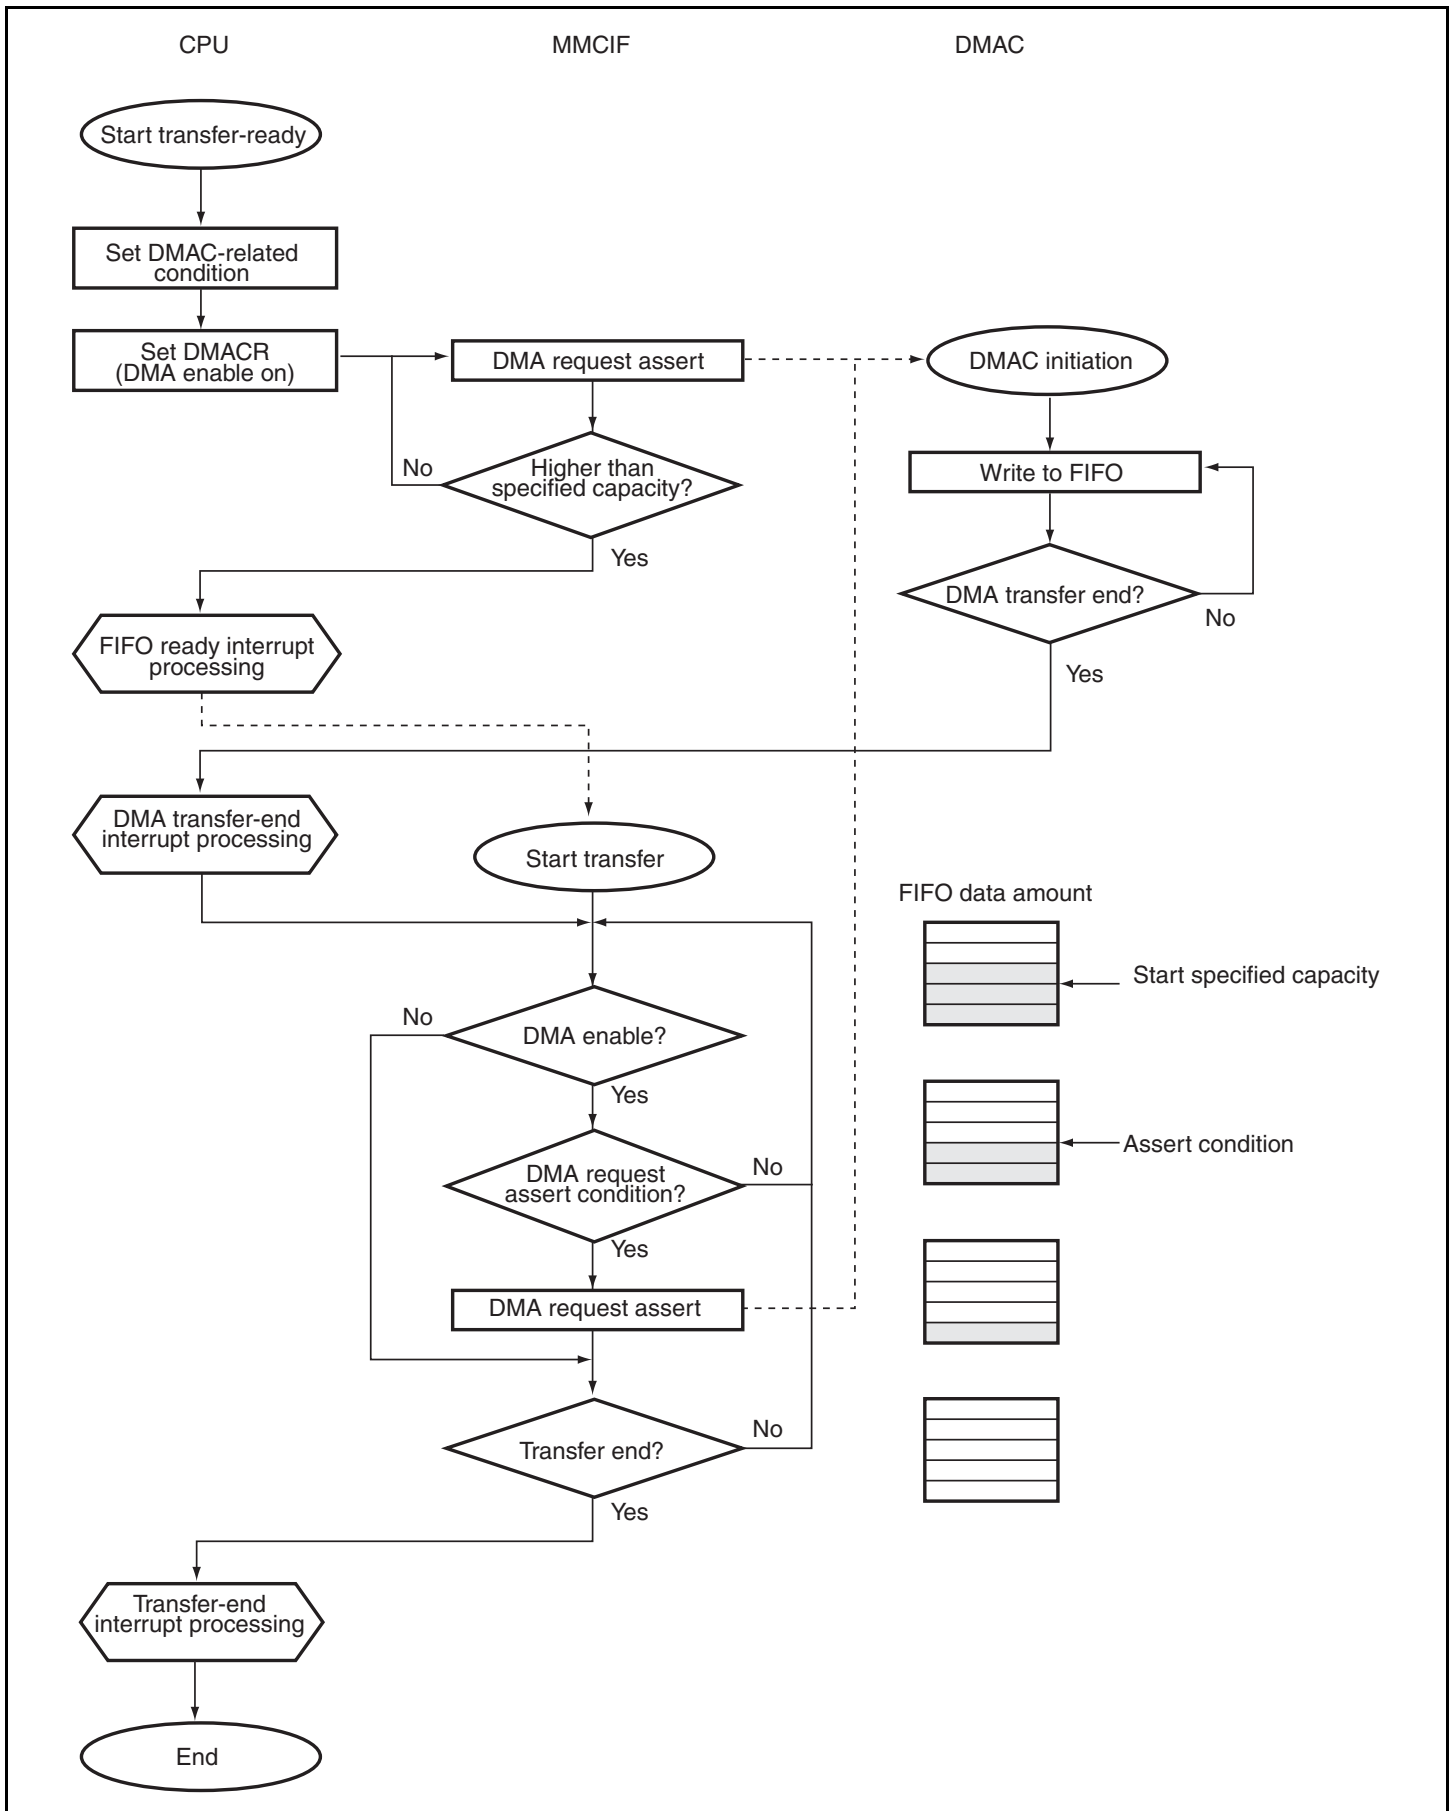 CPU
MMCIF
DMAC
Start transfer-ready
Set DMAC-related
condition
Set DMACR
(DMA enable on)
DMA request assert
DMAC initiation
Higher than
specified capacity?
No
Yes
Write to FIFO
DMA transfer end?
No
Yes
FIFO ready interrupt
processing
DMA transfer-end
interrupt processing
Start transfer
FIFO data amount
Start specified capacity
No
DMA enable?
Yes
Assert condition
DMA request
assert condition?
No
Yes
DMA request assert
Transfer end?
No
Yes
Transfer-end
interrupt processing
End